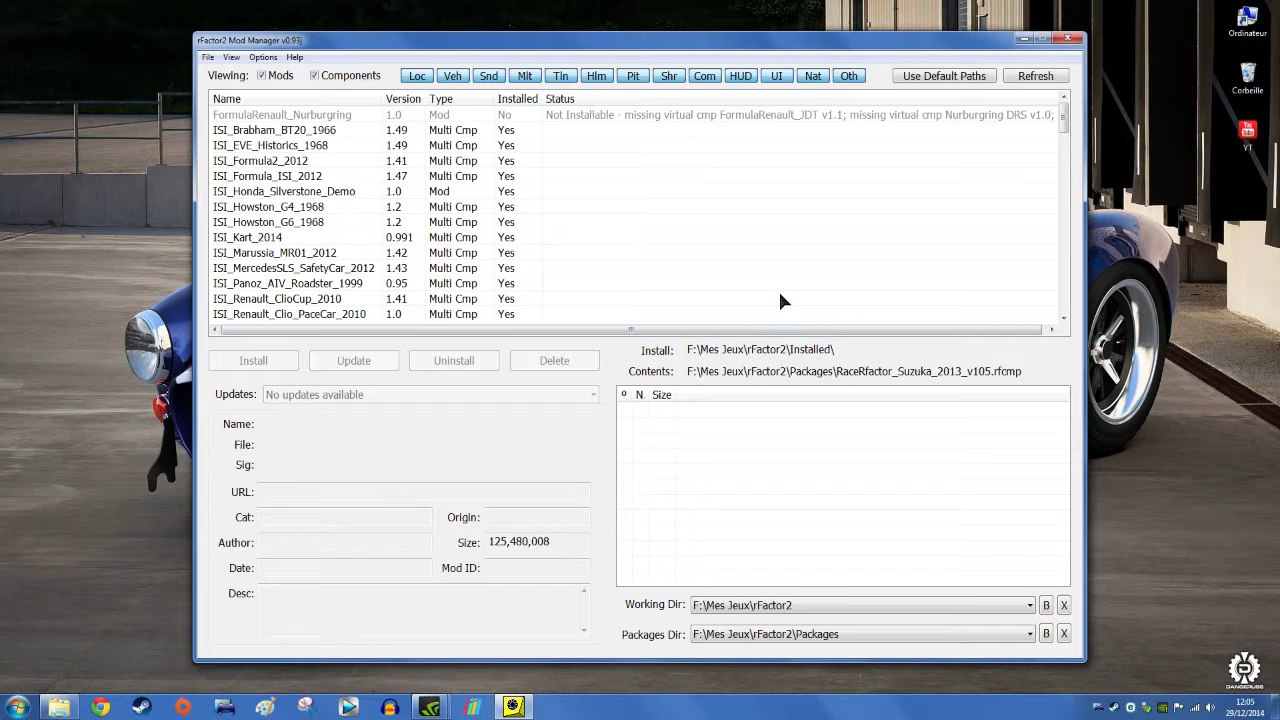 rFactor2 Mod Manager v0.93j
Ordinateur
File View Options Help
Viewing: Mods Components Loc Veh Snd Mlt Tln Hlm Pit Shr Com HUD UI Nat Oth Use Default Paths Refresh
Corbeille
Name Version Type Installed Status
FormulaRenault_Nurburgring 1.0 Mod No Not Installable - missing virtual cmp FormulaRenault_JDT v1.1; missing virtual cmp Nurburgring DRS v1.0;
ISI_Brabham_BT20_1966 1.49 Multi Cmp Yes
YT
ISI_EVE_Historics_1968 1.49 Multi Cmp Yes
ISI_Formula2_2012 1.41 Multi Cmp Yes
ISI_Formula_ISI_2012 1.47 Multi Cmp Yes
ISI_Honda_Silverstone_Demo 1.0 Mod Yes
ISI_Howston_G4_1968 1.2 Multi Cmp Yes
ISI_Howston_G6_1968 1.2 Multi Cmp Yes
ISI_Kart_2014 0.991 Multi Cmp Yes
ISI_Marussia_MR01_2012 1.42 Multi Cmp Yes
ISI_MercedesSLS_SafetyCar_2012 1.43 Multi Cmp Yes
ISI_Panoz_AIV_Roadster_1999 0.95 Multi Cmp Yes
ISI_Renault_ClioCup_2010 1.41 Multi Cmp Yes
ISI_Renault_Clio_PaceCar_2010 1.0 Multi Cmp Yes
Install Update Uninstall Delete
Install: F:\Mes Jeux\rFactor2\Installed\
Contents: F:\Mes Jeux\rFactor2\Packages\RaceRfactor_Suzuka_2013_v105.rfcmp
Updates: No updates available
o N. Size
Name:
File:
Sig:
URL:
Cat: Origin:
Author: Size: 125,480,008
Date: Mod ID:
Desc:
Working Dir: F:\Mes Jeux\rFactor2 B X
Packages Dir: F:\Mes Jeux\rFactor2\Packages B X
DANGERUSS
12:05
29/12/2014